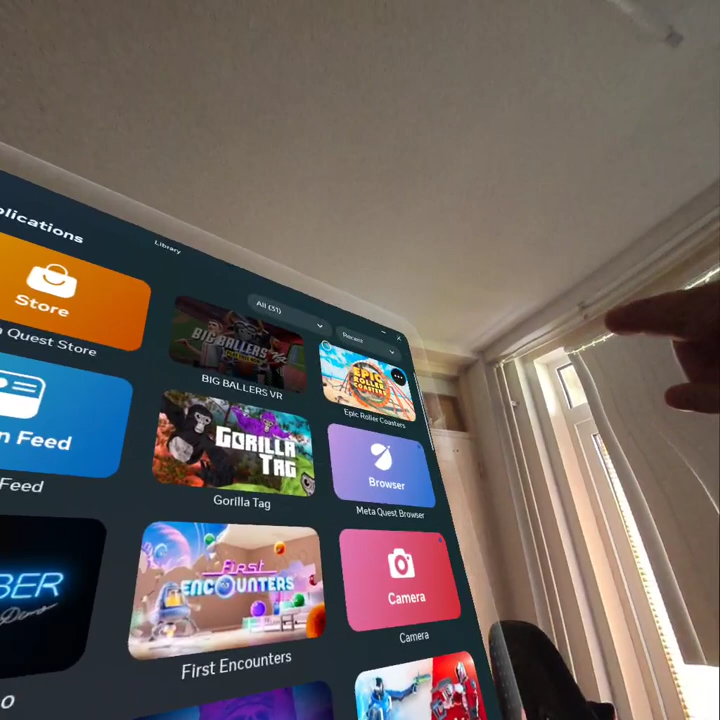 plications
Library
All (31)
Recent
Store
Quest Store
BIG BALLERS VR
BIG BALLERS VR
EPIC
ROLLER
COASTERS
Epic Roller Coasters
n Feed
Feed
GORILLA
TAG
Gorilla Tag
Browser
Meta Quest Browser
BER
Demo
First
ENCOUNTERS
First Encounters
Camera
Camera